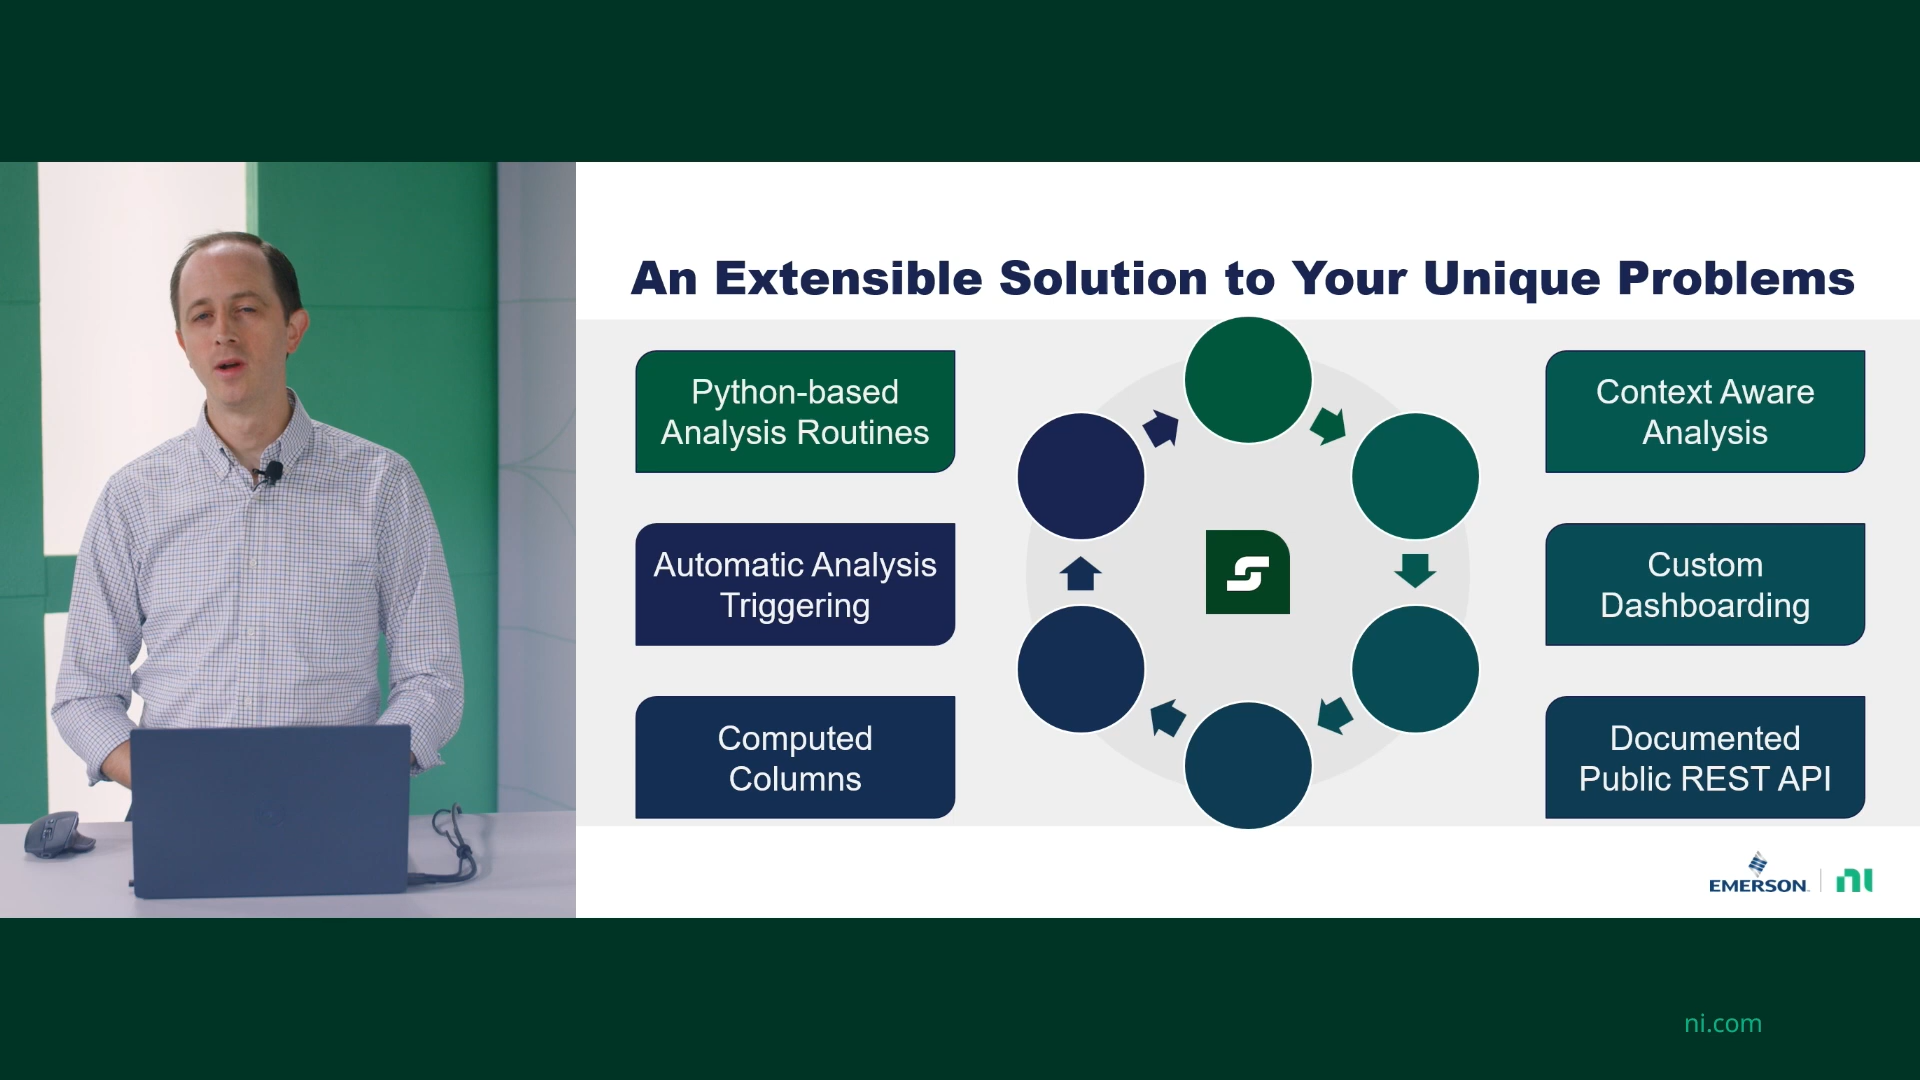 An Extensible Solution to Your Unique Problems
Python-based
Analysis Routines
Automatic Analysis
Triggering
Computed
Columns
Context Aware
Analysis
Custom
Dashboarding
Documented
Public REST API
EMERSON
ni
ni.com